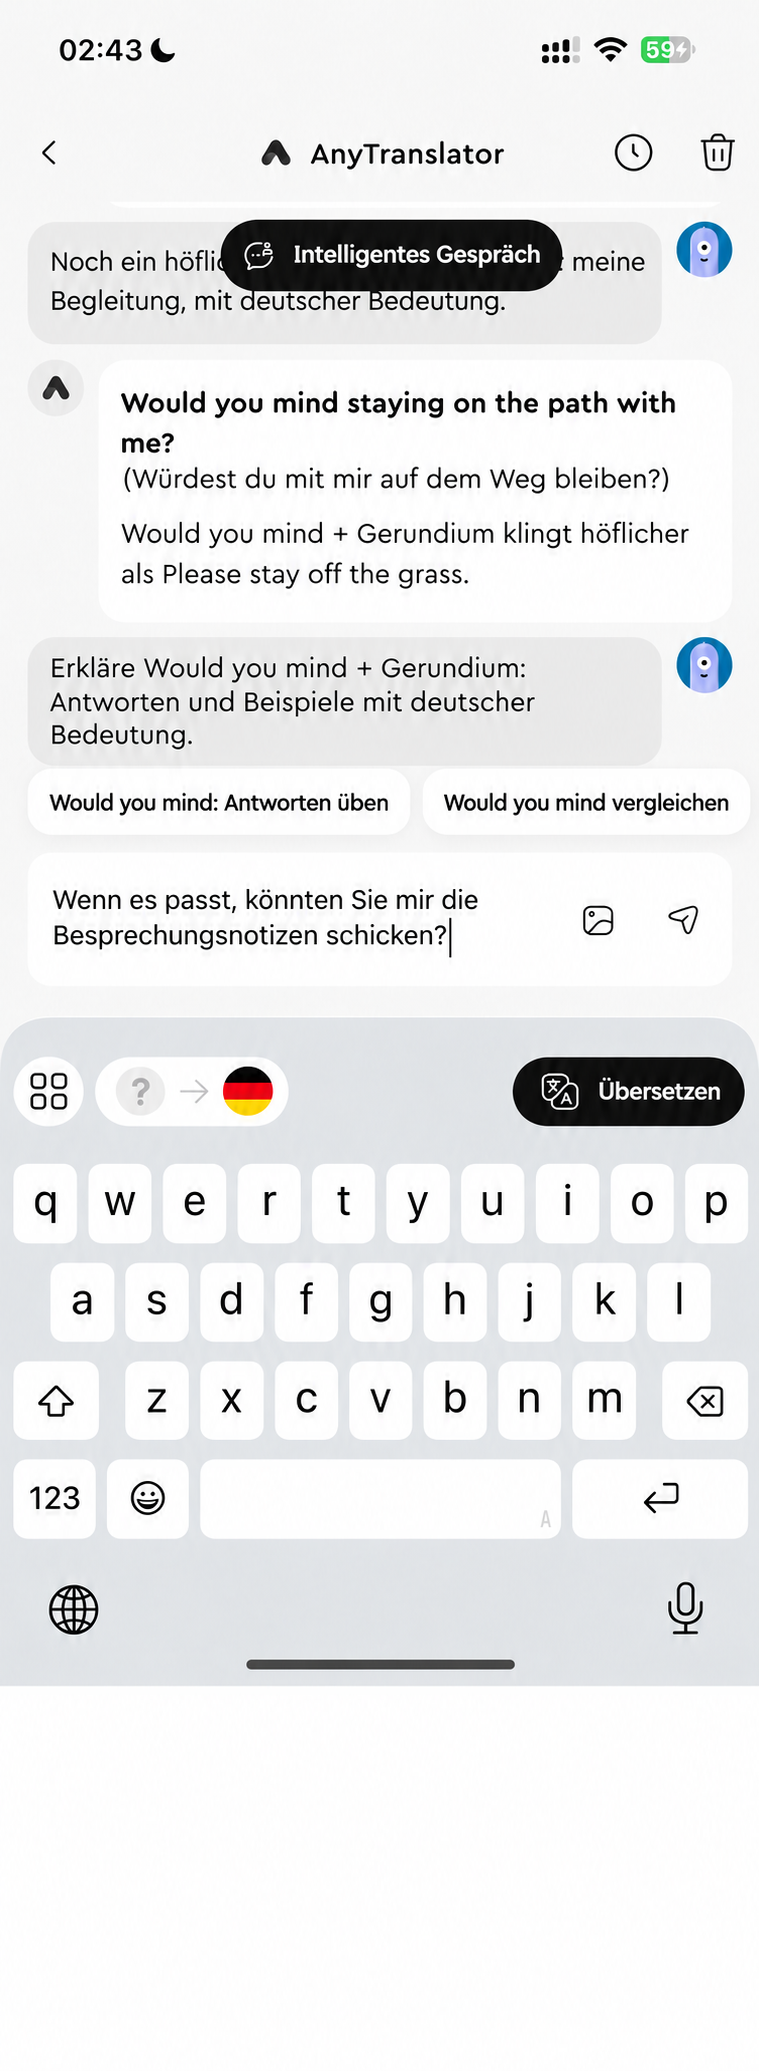 02:43
59
AnyTranslator
Intelligentes Gespräch
Noch ein meine
Begleitung, mit deutscher Bedeutung.
Would you mind staying on the path with
me?
(Würdest du mit mir auf dem Weg bleiben?)
Would you mind + Gerundium klingt höflicher
als Please stay off the grass.
Erkläre Would you mind + Gerundium:
Antworten und Beispiele mit deutscher
Bedeutung.
Would you mind: Antworten üben
Would you mind vergleichen
Wenn es passt, könnten Sie mir die
Besprechungsnotizen schicken?
? →
文A Übersetzen
q w e r t y u i o p
a s d f g h j k l
z x c v b n m
123
A